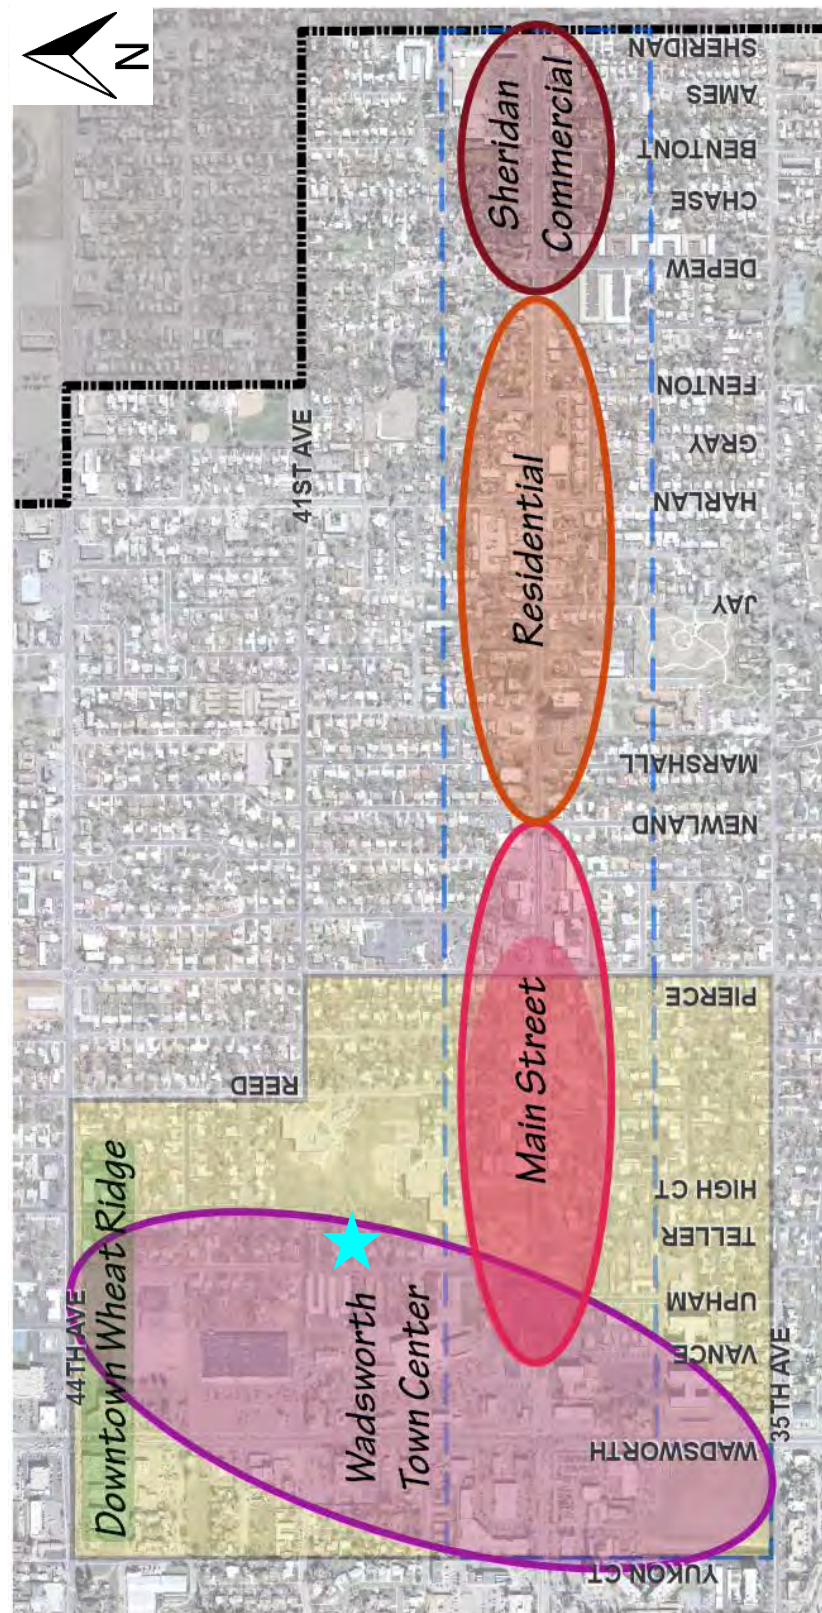 N
SHERIDAN
AMES
BENTONT
CHASE
DEPEW
FENTON
GRAY
HARLAN
JAY
MARSHALL
NEWLAND
PIERCE
HIGH CT
TELLER
UPHAM
VANCE
WADSWORTH
YUKON CT
35TH AVE
41ST AVE
44TH AVE
REED
Sheridan
Commercial
Residential
Main Street
Wadsworth
Town Center
Downtown Wheat Ridge